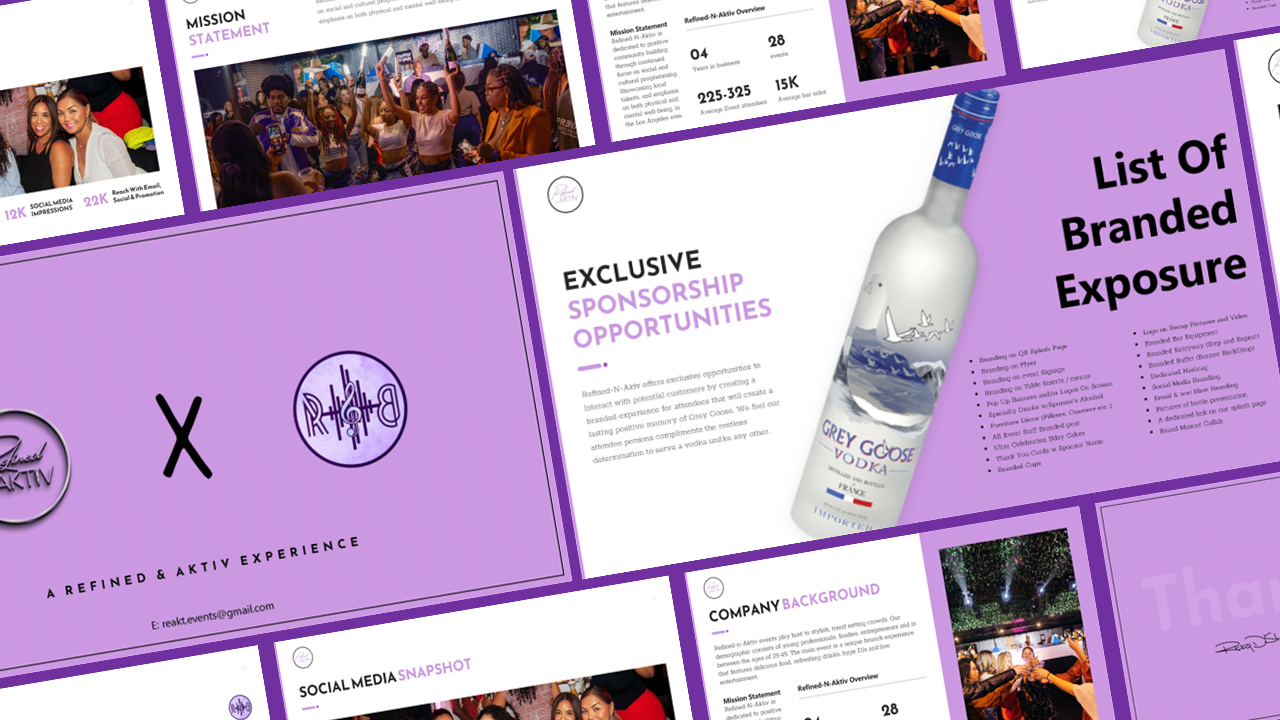 MISSION
STATEMENT
12K
SOCIAL MEDIA
IMPRESSIONS
22K
Reach With Email,
Social & Promotion
that features delicious
entertainment.
Mission Statement
Refined-N-Aktiv is
dedicated to positive
community building
through continued
focus on social and
cultural programming.
Showcasing local
talents, and emphasis
on both physical and
mental well-being, in
the Los Angeles area.
Refined-N-Aktiv Overview
04
Years in business
28
events
225-325
Average Event attendees
15K
Average bar sales
FRANCE
X
A REFINED & AKTIV EXPERIENCE
E: reakt.events@gmail.com
EXCLUSIVE
SPONSORSHIP
OPPORTUNITIES
Refined-N-Aktiv offers exclusive opportunities to
interact with potential customers by creating a
branded experience for attendees that will create a
lasting positive memory of Grey Goose. We feel our
attendee persona compliments the restless
determination to serve a vodka unlike any other.
GREY GOOSE
GREY GOOSE
VODKA
DISTILLED AND BOTTLED
IN
FRANCE
IMPORTED
List Of
Branded
Exposure
Branding on QR Splash Page
Branding on Flyer
Branding on event Signage
Branding on Table Inserts / menus
Pop Up Banners and/or Logos On Screen
Specialty Drinks w/Sponsor's Alcohol
Furniture Décor (Pillows, Coasters etc.)
All Event Staff Branded gear
Ultra Celebration Bday Cakes
Thank You Cards w Sponsor Name
Branded Cups
Logo on Recap Pictures and Video
Branded Bar Equipment
Branded Entryway (Step and Repeat)
Branded Buffet (Banner BackDrop)
Dedicated Hashtag
Social Media Branding
Email & text Blast Branding
Pictures of bottle presentation
A dedicated link on our splash page
Brand Mascot Collab
SOCIAL MEDIA SNAPSHOT
COMPANY BACKGROUND
Refined-n-Aktiv events play host to stylish, trend setting crowds. Our
demographic consists of young professionals, foodies, entrepreneurs and is
between the ages of 25-45. The main event is a unique brunch experience
that features delicious food, refreshing drinks, hype DJs and live
entertainment.
Mission Statement
Refined-N-Aktiv is
dedicated to positive
Refined-N-Aktiv Overview
04
28
Tha